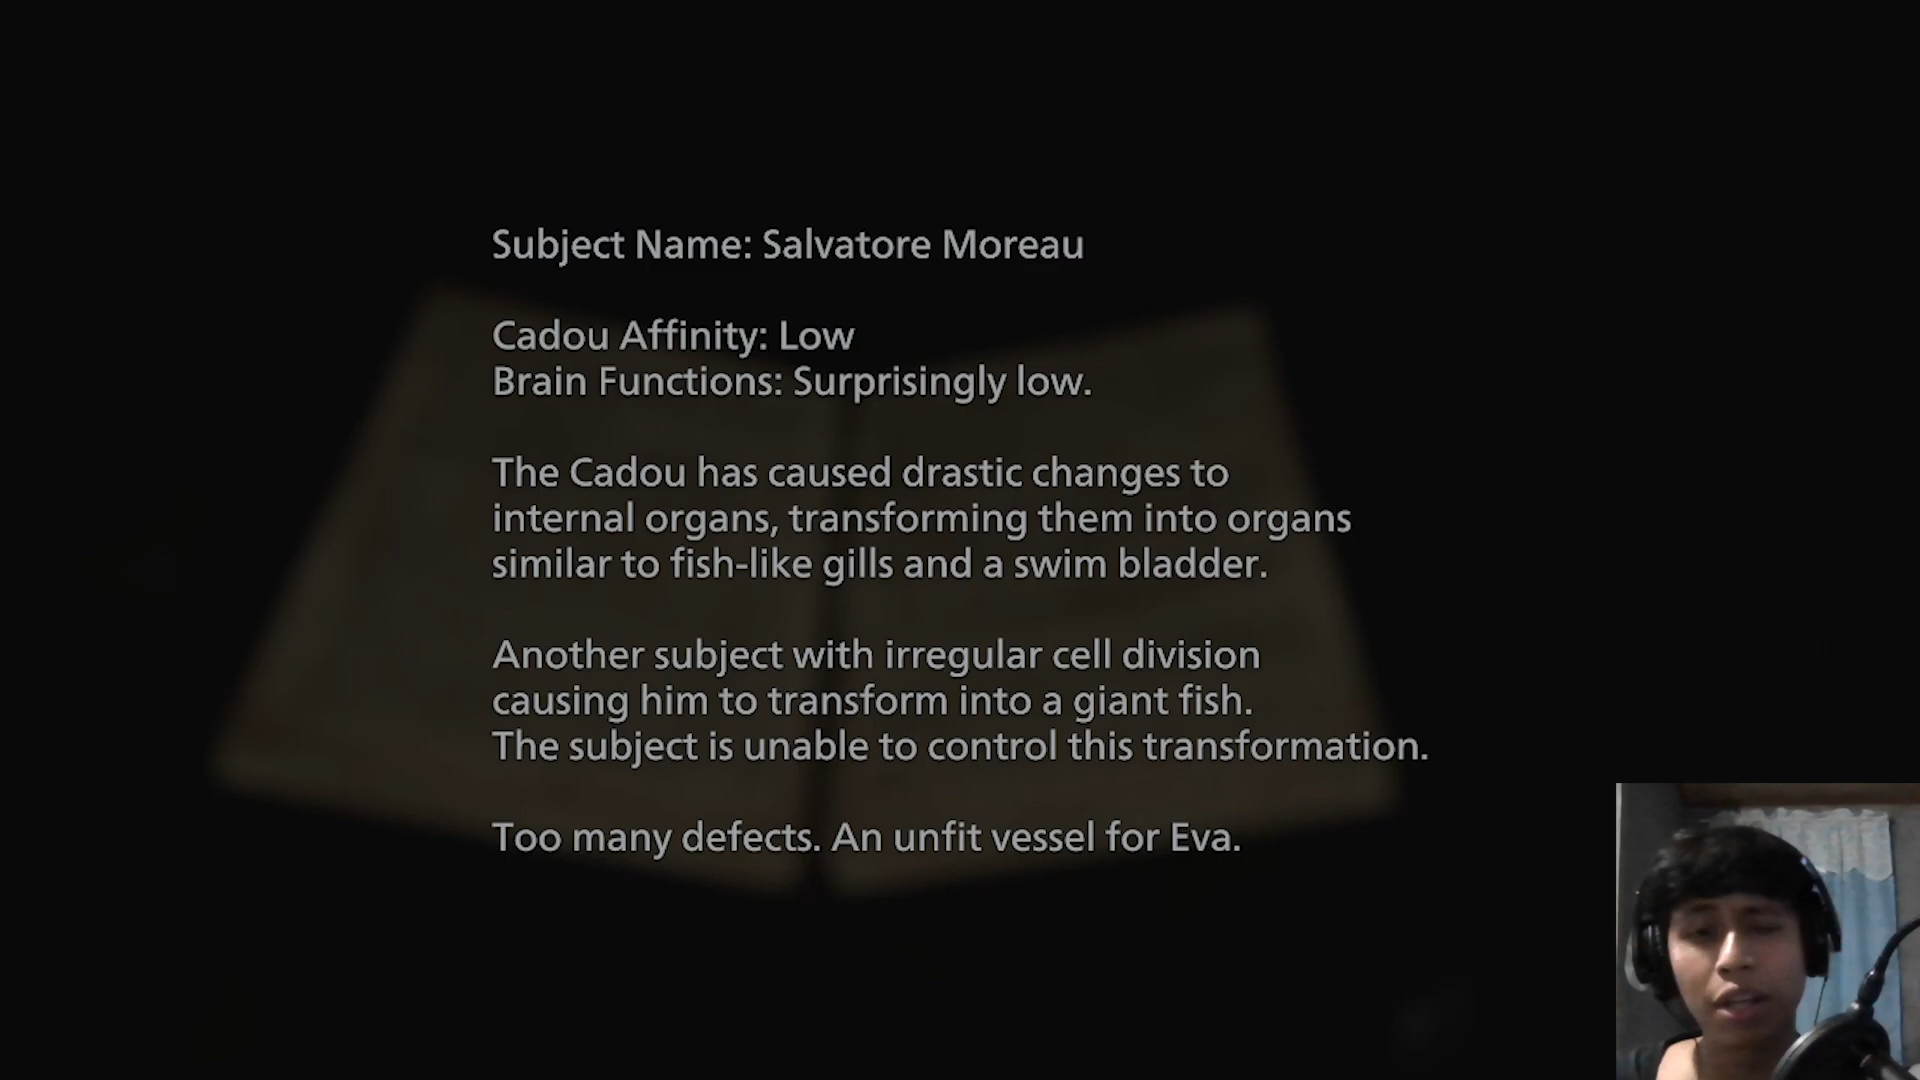 Subject Name: Salvatore Moreau
Cadou Affinity: Low
Brain Functions: Surprisingly low.
The Cadou has caused drastic changes to
internal organs, transforming them into organs
similar to fish-like gills and a swim bladder.
Another subject with irregular cell division
causing him to transform into a giant fish.
The subject is unable to control this transformation.
Too many defects. An unfit vessel for Eva.